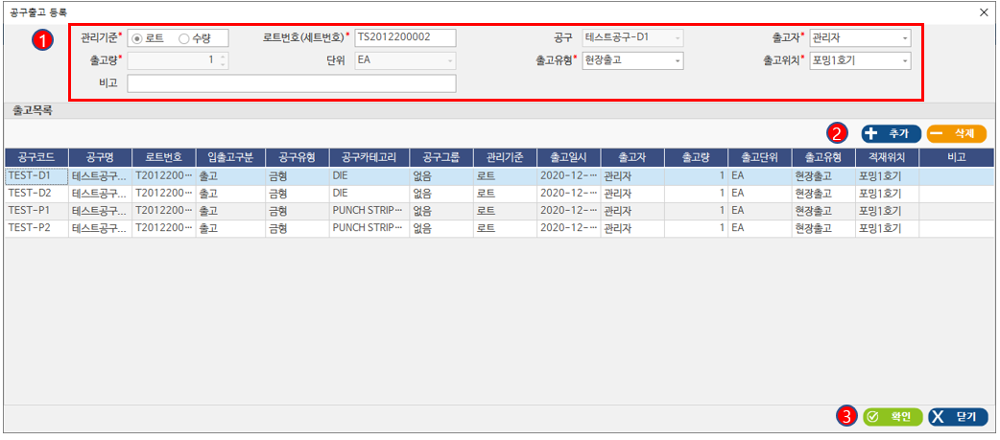 공구출고 등록
1 관리기준* 로트 수량 로트번호(세트번호)* TS2012200002 공구 테스트공구-D1 출고자* 관리자
출고량* 1 단위 EA 출고유형* 현장출고 출고위치* 포밍1호기
비고
출고목록
2 추가 삭제
공구코드 공구명 로트번호 입출고구분 공구유형 공구카테고리 공구그룹 관리기준 출고일시 출고자 출고량 출고단위 출고유형 적재위치 비고
TEST-D1 테스트공구... T2012200... 출고 금형 DIE 없음 로트 2020-12-... 관리자 1 EA 현장출고 포밍1호기
TEST-D2 테스트공구... T2012200... 출고 금형 DIE 없음 로트 2020-12-... 관리자 1 EA 현장출고 포밍1호기
TEST-P1 테스트공구... T2012200... 출고 금형 PUNCH STRIP... 없음 로트 2020-12-... 관리자 1 EA 현장출고 포밍1호기
TEST-P2 테스트공구... T2012200... 출고 금형 PUNCH STRIP... 없음 로트 2020-12-... 관리자 1 EA 현장출고 포밍1호기
3 확인 X 닫기